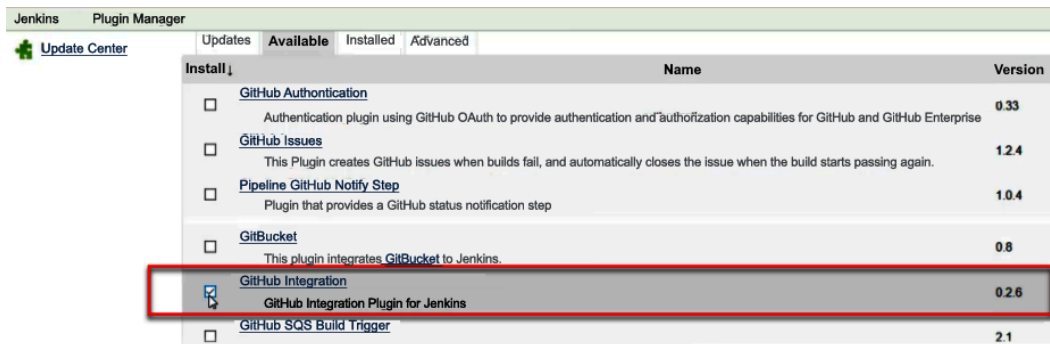 Jenkins Plugin Manager
Update Center
Updates Available Installed Advanced
Install↓ Name Version
GitHub Authontication
Authentication plugin using GitHub OAuth to provide authentication and authorization capabilities for GitHub and GitHub Enterprise
0.33
GitHub Issues
This Plugin creates GitHub issues when builds fail, and automatically closes the issue when the build starts passing again.
1.2.4
Pipeline GitHub Notify Step
Plugin that provides a GitHub status notification step
1.0.4
GitBucket
This plugin integrates GitBucket to Jenkins.
0.8
GitHub Integration
GitHub Integration Plugin for Jenkins
0.2.6
GitHub SQS Build Trigger
2.1